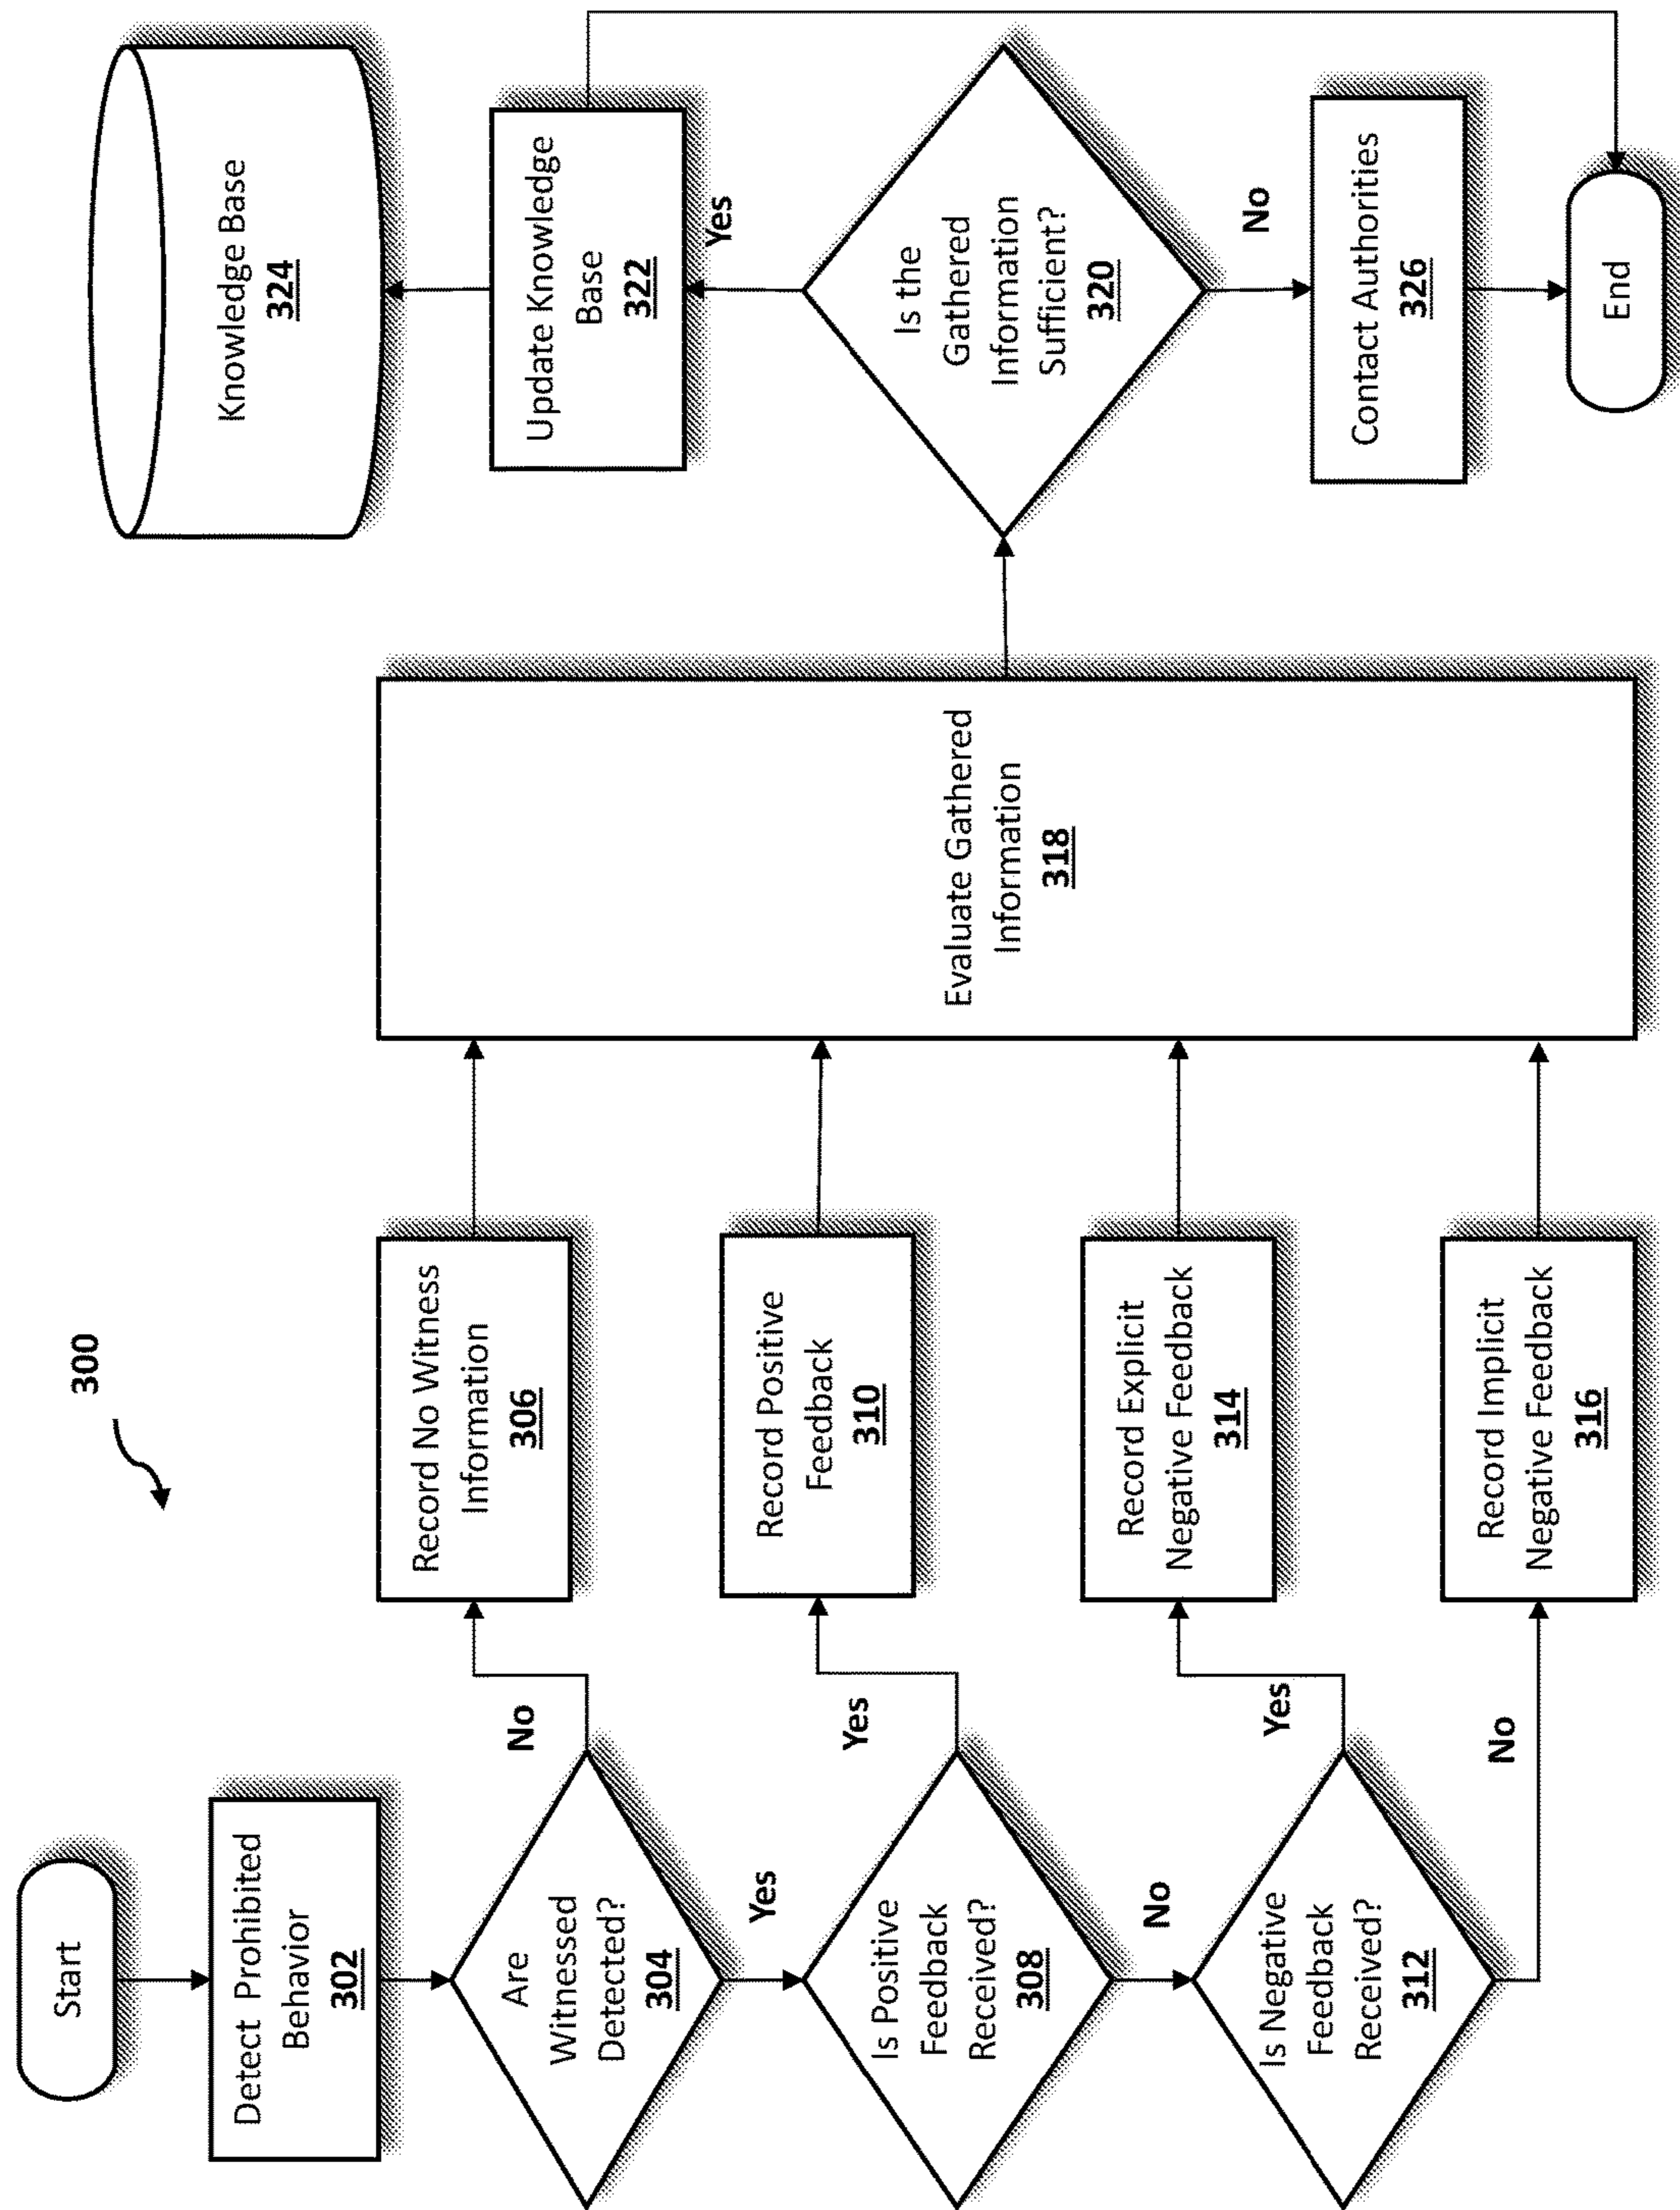 300
Start
Detect Prohibited
Behavior
302
Are
Witnessed
Detected?
304
No
Yes
Record No Witness
Information
306
Is Positive
Feedback
Received?
308
Yes
No
Record Positive
Feedback
310
Is Negative
Feedback
Received?
312
Yes
No
Record Explicit
Negative Feedback
314
Record Implicit
Negative Feedback
316
Evaluate Gathered
Information
318
Knowledge Base
324
Update Knowledge
Base
322
Yes
Is the
Gathered
Information
Sufficient?
320
No
Contact Authorities
326
End